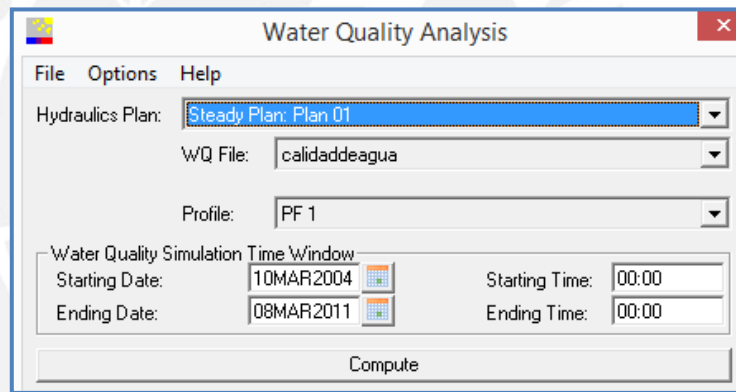 Water Quality Analysis
File Options Help
Hydraulics Plan: Steady Plan: Plan 01
WQ File: calidaddeagua
Profile: PF 1
Water Quality Simulation Time Window
Starting Date: 10MAR2004 Starting Time: 00:00
Ending Date: 08MAR2011 Ending Time: 00:00
Compute